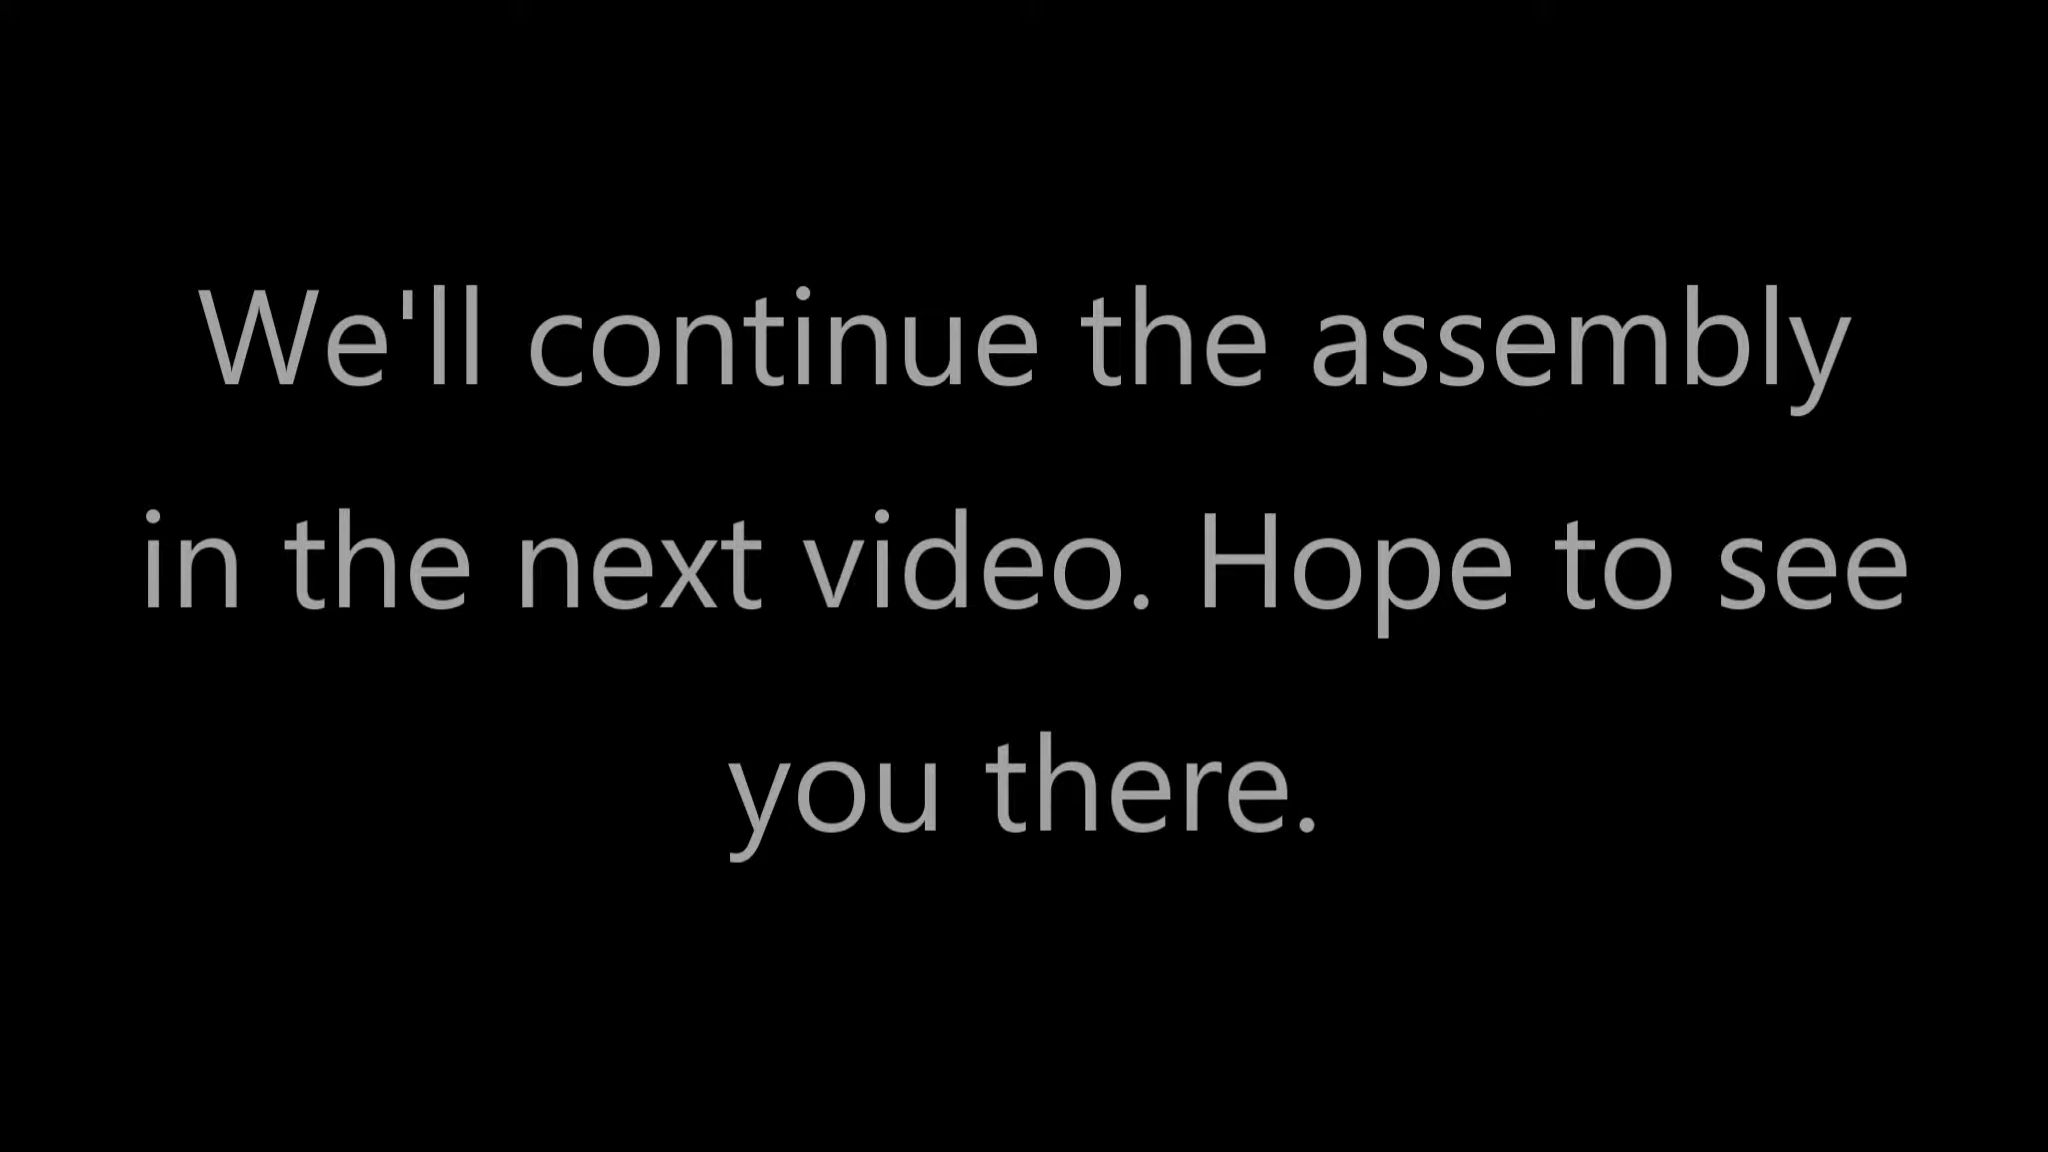 We'll continue the assembly
in the next video. Hope to see
you there.